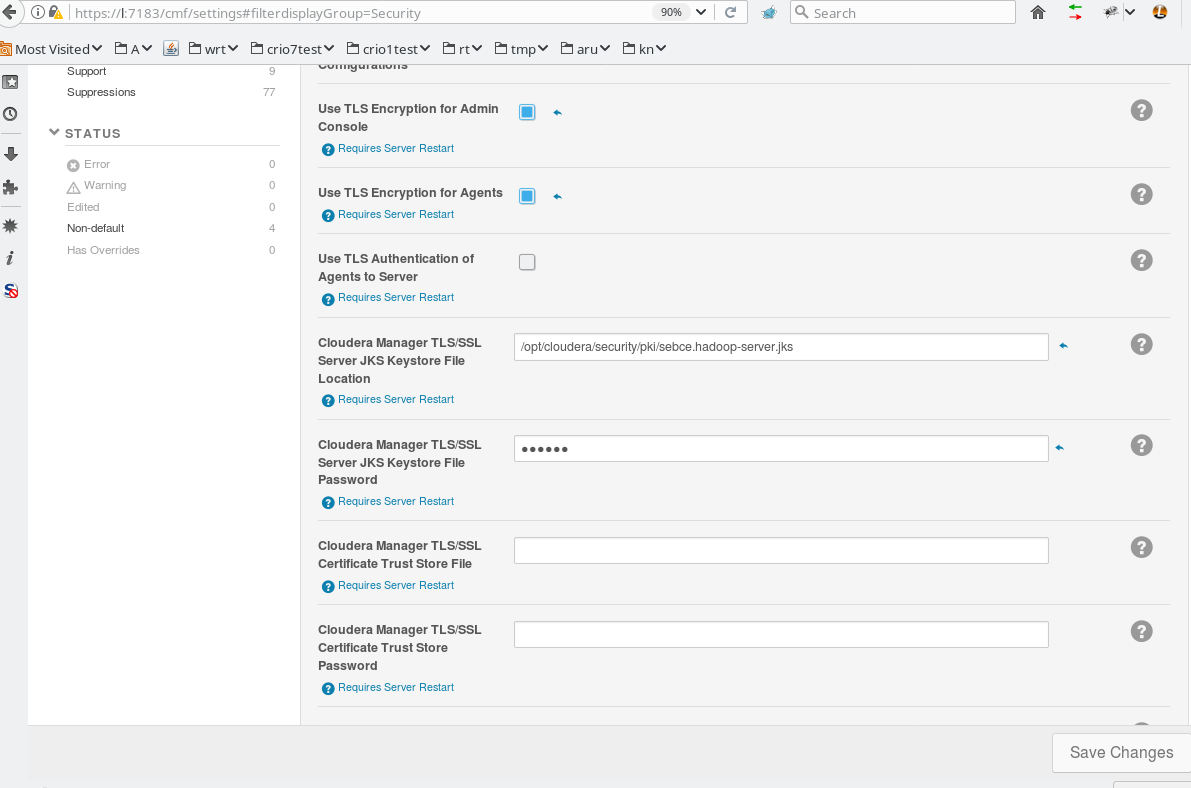 https://l:7183/cmf/settings#filterdisplayGroup=Security
90%
Search
Most Visited
A
wrt
crio7test
crio1test
rt
tmp
aru
kn
Support 9
Suppressions 77
STATUS
Error 0
Warning 0
Edited 0
Non-default 4
Has Overrides 0
Configurations
Use TLS Encryption for Admin
Console
Requires Server Restart
Use TLS Encryption for Agents
Requires Server Restart
Use TLS Authentication of
Agents to Server
Requires Server Restart
Cloudera Manager TLS/SSL
Server JKS Keystore File
Location
/opt/cloudera/security/pki/sebce.hadoop-server.jks
Requires Server Restart
Cloudera Manager TLS/SSL
Server JKS Keystore File
Password
●●●●●●
Requires Server Restart
Cloudera Manager TLS/SSL
Certificate Trust Store File
Requires Server Restart
Cloudera Manager TLS/SSL
Certificate Trust Store
Password
Requires Server Restart
Save Changes